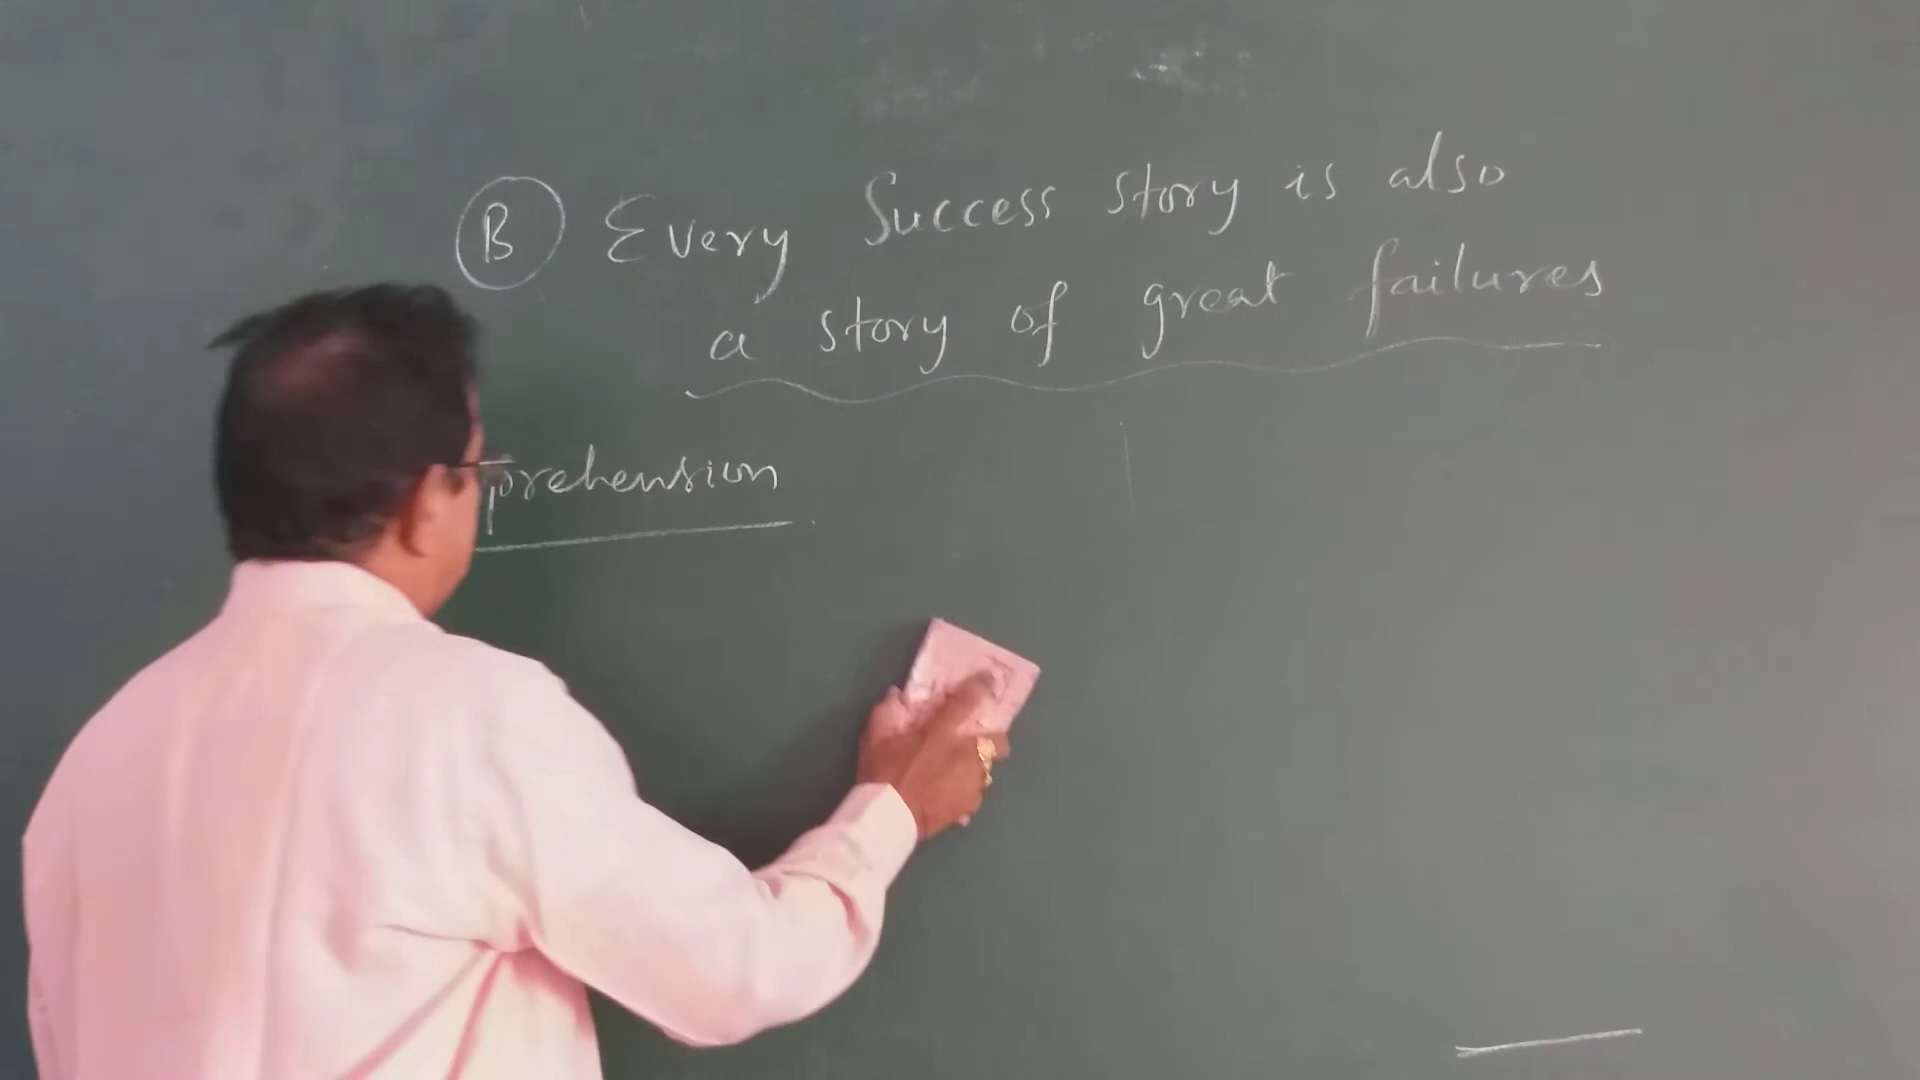 B Every Success story is also
a story of great failures
prehension